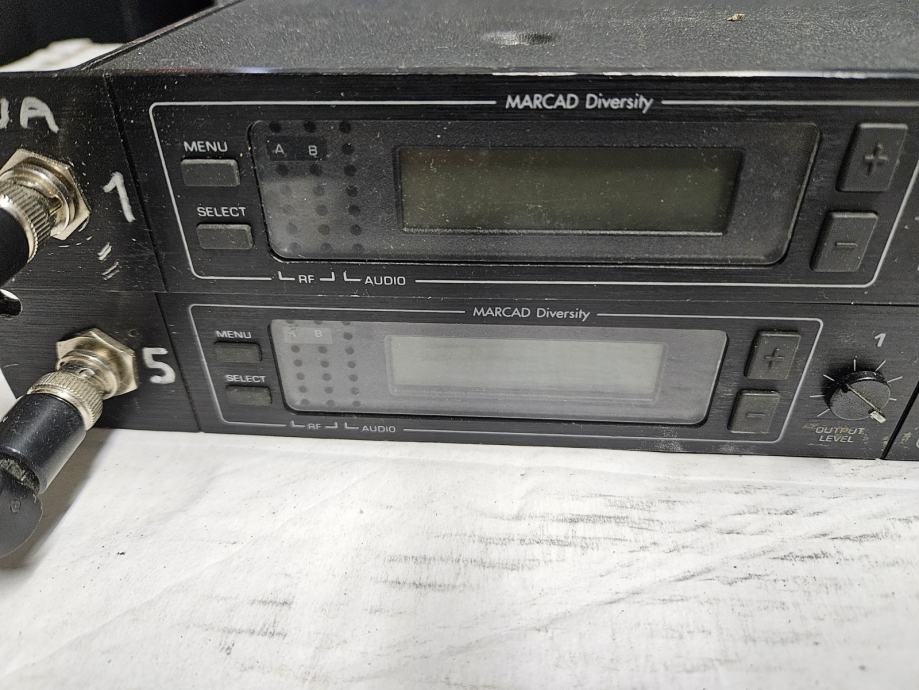 UA
1
MARCAD Diversity
MENU
A B
+
SELECT
-
RF AUDIO
5
MARCAD Diversity
MENU
A B
+
1
SELECT
-
RF AUDIO
OUTPUT
LEVEL